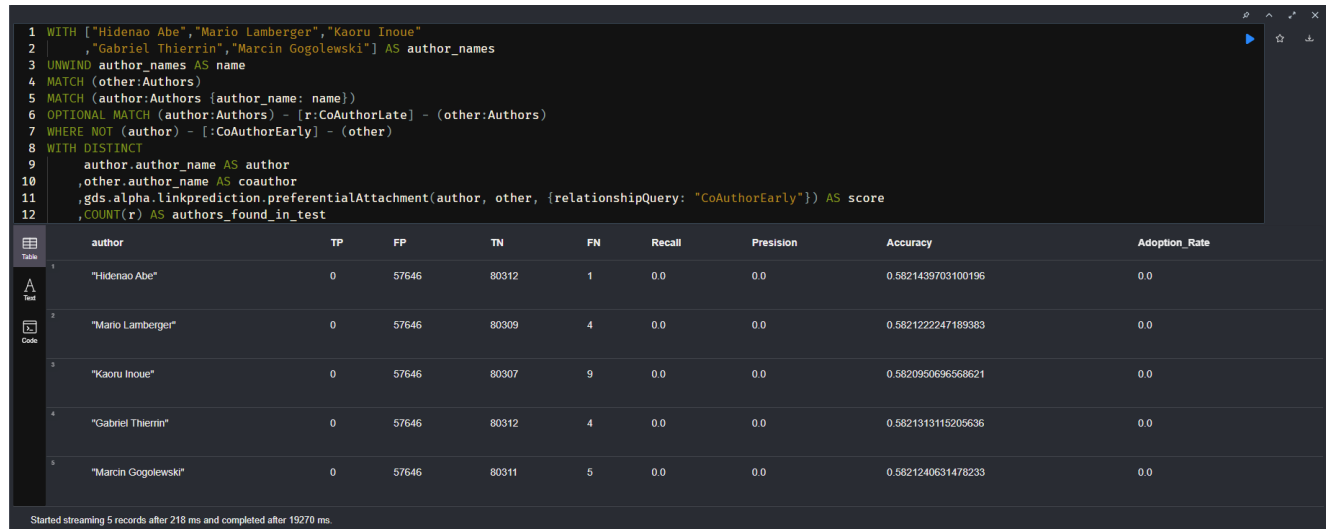 1 WITH ["Hidenao Abe","Mario Lamberger","Kaoru Inoue"
2 ,"Gabriel Thierrin","Marcin Gogolewski"] AS author_names
3 UNWIND author_names AS name
4 MATCH (other:Authors)
5 MATCH (author:Authors {author_name: name})
6 OPTIONAL MATCH (author:Authors) - [r:CoAuthorLate] - (other:Authors)
7 WHERE NOT (author) - [:CoAuthorEarly] - (other)
8 WITH DISTINCT
9 author.author_name AS author
10 ,other.author_name AS coauthor
11 ,gds.alpha.linkprediction.preferentialAttachment(author, other, {relationshipQuery: "CoAuthorEarly"}) AS score
12 ,COUNT(r) AS authors_found_in_test
Table
A
Text
Code
author TP FP TN FN Recall Presision Accuracy Adoption_Rate
1 "Hidenao Abe" 0 57646 80312 1 0.0 0.0 0.5821439703100196 0.0
2 "Mario Lamberger" 0 57646 80309 4 0.0 0.0 0.5821222247189383 0.0
3 "Kaoru Inoue" 0 57646 80307 9 0.0 0.0 0.5820950696568621 0.0
4 "Gabriel Thierrin" 0 57646 80312 4 0.0 0.0 0.5821313115205636 0.0
5 "Marcin Gogolewski" 0 57646 80311 5 0.0 0.0 0.5821240631478233 0.0
Started streaming 5 records after 218 ms and completed after 19270 ms.